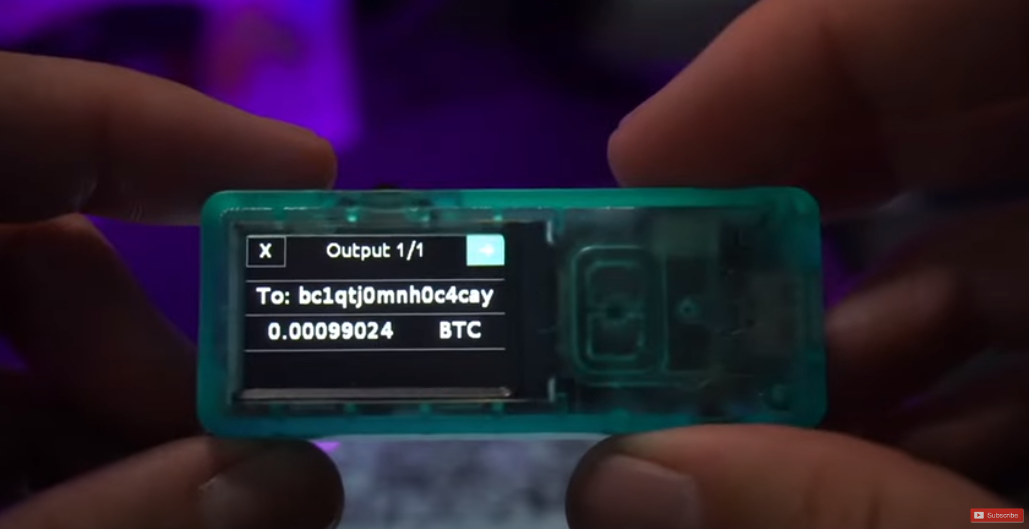 X Output 1/1 →
To: bc1qtj0mnh0c4cay
0.00099024 BTC
Subscribe